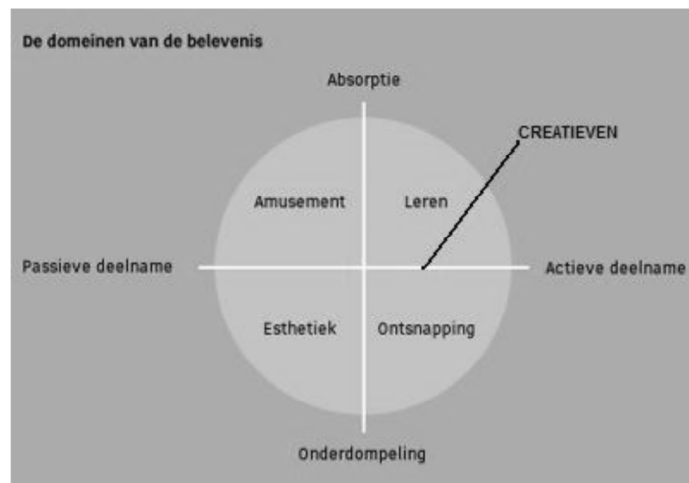 De domeinen van de belevenis
Absorptie
CREATIEVEN
Amusement
Leren
Passieve deelname
Actieve deelname
Esthetiek
Ontsnapping
Onderdompeling